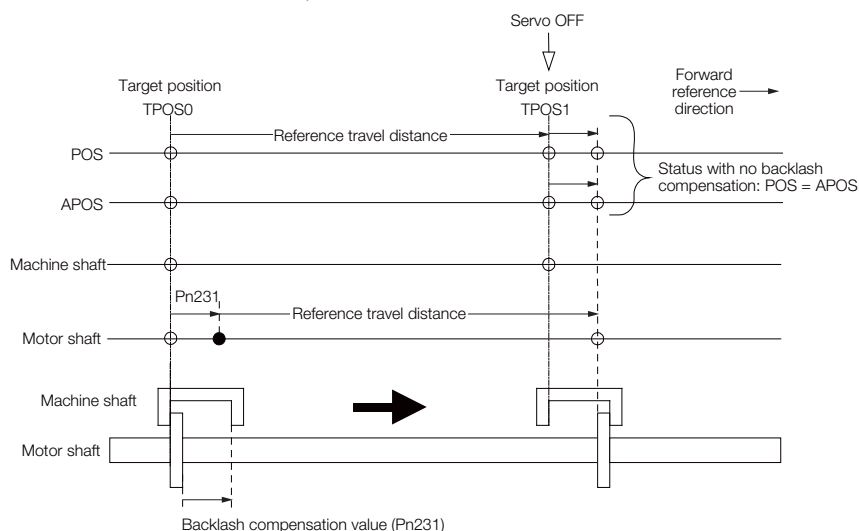 Servo OFF
Target position
TPOS0
Target position
TPOS1
Forward
reference
direction
Reference travel distance
POS
Status with no backlash
compensation: POS = APOS
APOS
Machine shaft
Pn231
Reference travel distance
Motor shaft
Machine shaft
Motor shaft
Backlash compensation value (Pn231)